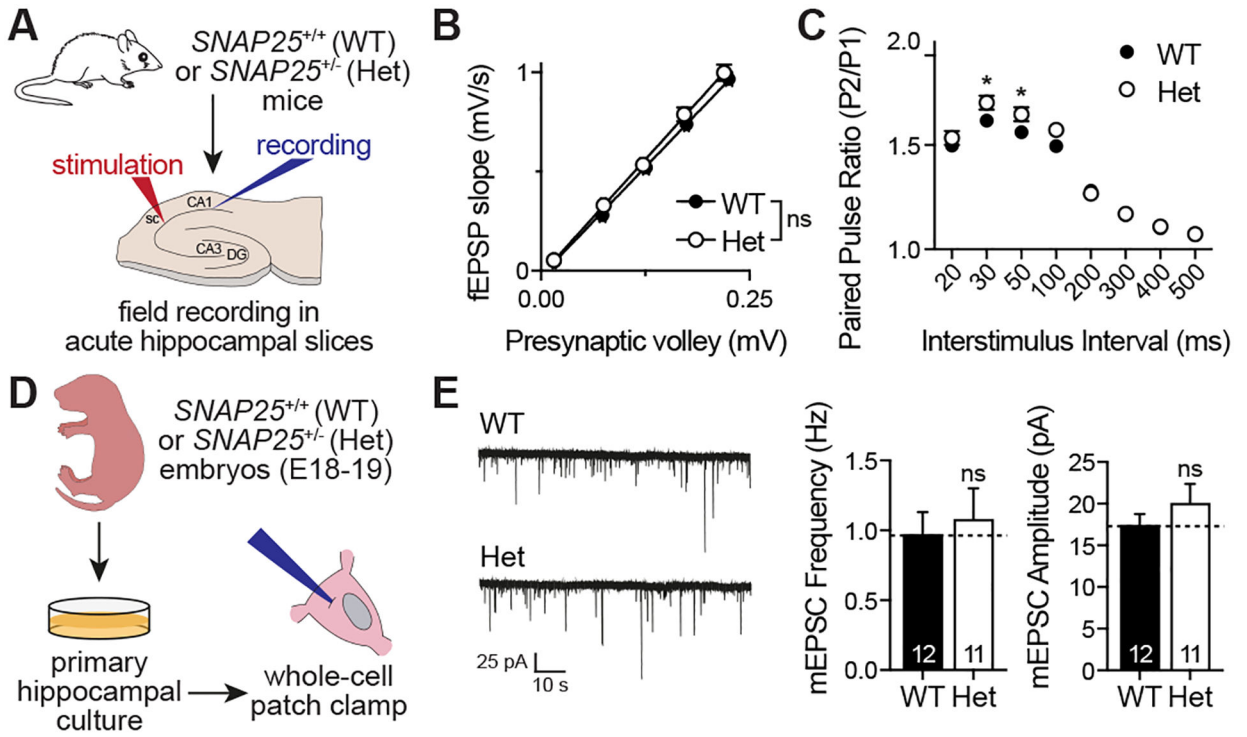 A
SNAP25+/+ (WT)
or SNAP25+/- (Het)
mice
stimulation
recording
sc
CA1
CA3
DG
field recording in
acute hippocampal slices
B
fEPSP slope (mV/s)
1
0
0.00
0.25
Presynaptic volley (mV)
WT
Het
ns
C
Paired Pulse Ratio (P2/P1)
2.0
1.5
1.0
* *
WT
Het
20 30 50 100 200 300 400 500
Interstimulus Interval (ms)
D
SNAP25+/+ (WT)
or SNAP25+/- (Het)
embryos (E18-19)
primary
hippocampal
culture
whole-cell
patch clamp
E
WT
Het
25 pA
10 s
mEPSC Frequency (Hz)
1.5
1.0
0.5
0.0
ns
12 11
WT Het
mEPSC Amplitude (pA)
25
20
15
10
5
0
ns
12 11
WT Het